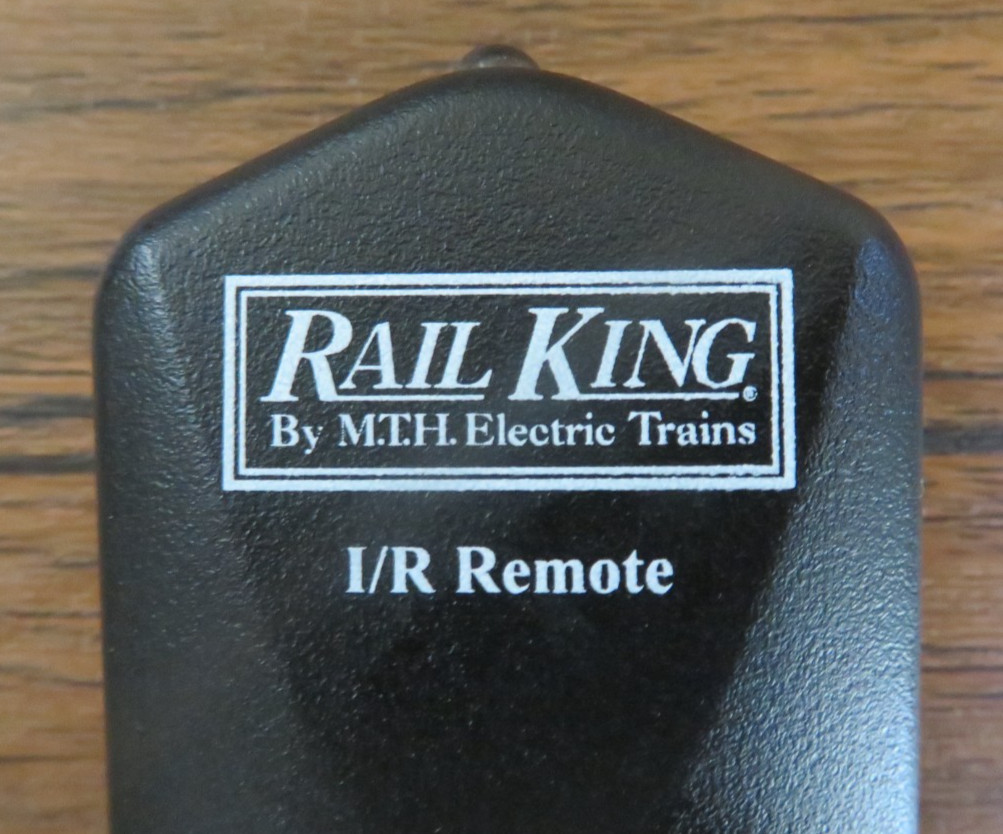 RAIL KING®
By M.T.H. Electric Trains
I/R Remote